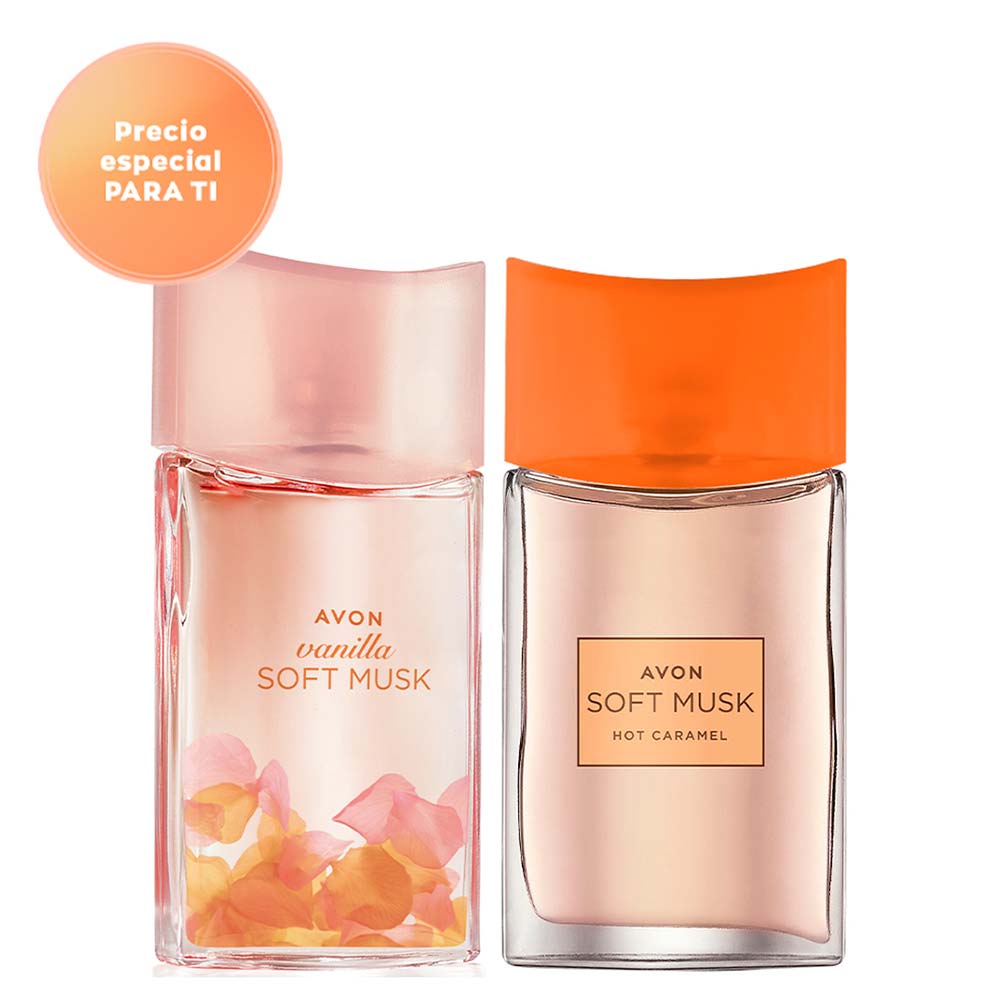 Precio
especial
PARA TI
AVON
vanilla
SOFT MUSK
AVON
SOFT MUSK
HOT CARAMEL